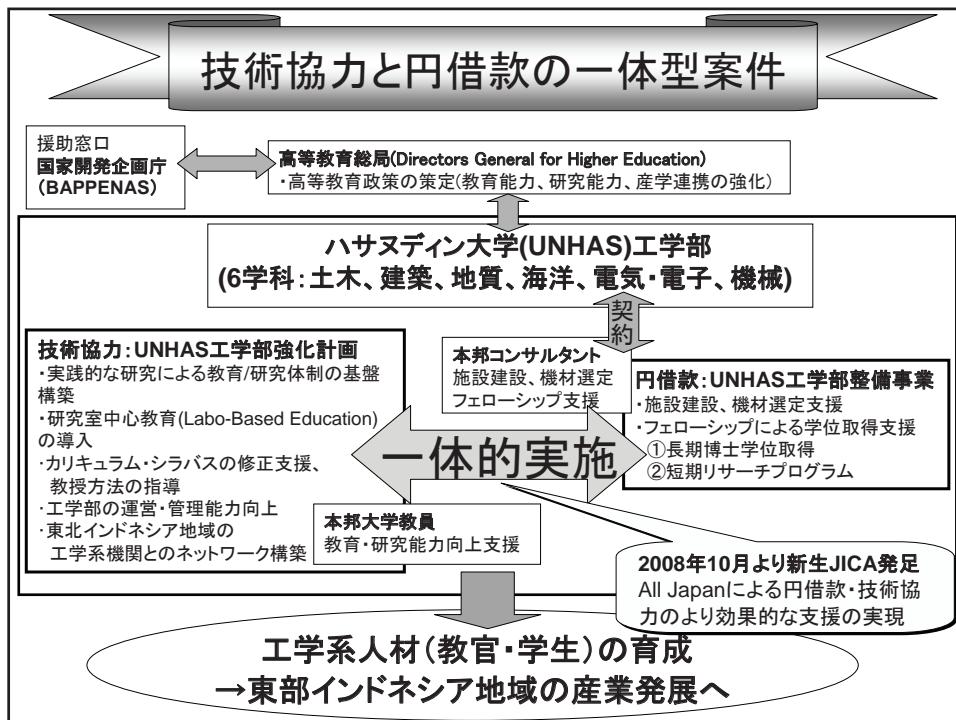 技術協力と円借款の一体型案件
援助窓口
国家開発企画庁
(BAPPENAS)
高等教育総局(Directors General for Higher Education)
・高等教育政策の策定(教育能力、研究能力、産学連携の強化)
ハサヌディン大学(UNHAS)工学部
(6学科：土木、建築、地質、海洋、電気・電子、機械)
契約
技術協力：UNHAS工学部強化計画
・実践的な研究による教育/研究体制の基盤
構築
・研究室中心教育(Labo-Based Education)
の導入
・カリキュラム・シラバスの修正支援、
教授方法の指導
・工学部の運営・管理能力向上
・東北インドネシア地域の
工学系機関とのネットワーク構築
本邦コンサルタント
施設建設、機材選定
フェローシップ支援
円借款：UNHAS工学部整備事業
・施設建設、機材選定支援
・フェローシップによる学位取得支援
①長期博士学位取得
②短期リサーチプログラム
一体的実施
本邦大学教員
教育・研究能力向上支援
2008年10月より新生JICA発足
All Japanによる円借款・技術協
力のより効果的な支援の実現
工学系人材（教官・学生）の育成
→東部インドネシア地域の産業発展へ